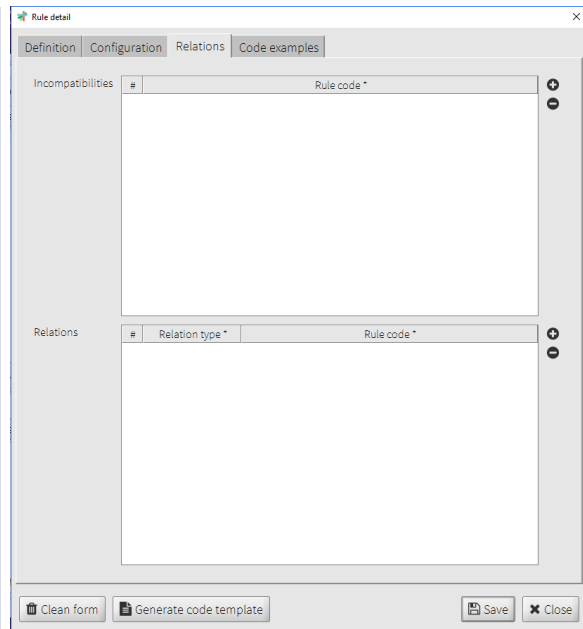 Rule detail
Definition Configuration Relations Code examples
Incompatibilities # Rule code *
Relations # Relation type * Rule code *
Clean form Generate code template Save Close